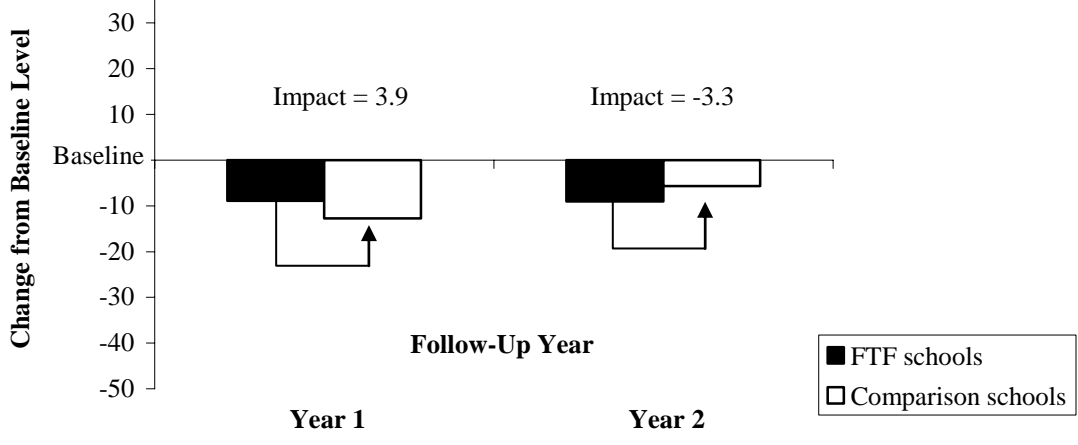 Change from Baseline Level
30
20
10
Baseline
-10
-20
-30
-40
-50
Impact = 3.9
Impact = -3.3
Follow-Up Year
Year 1
Year 2
FTF schools
Comparison schools